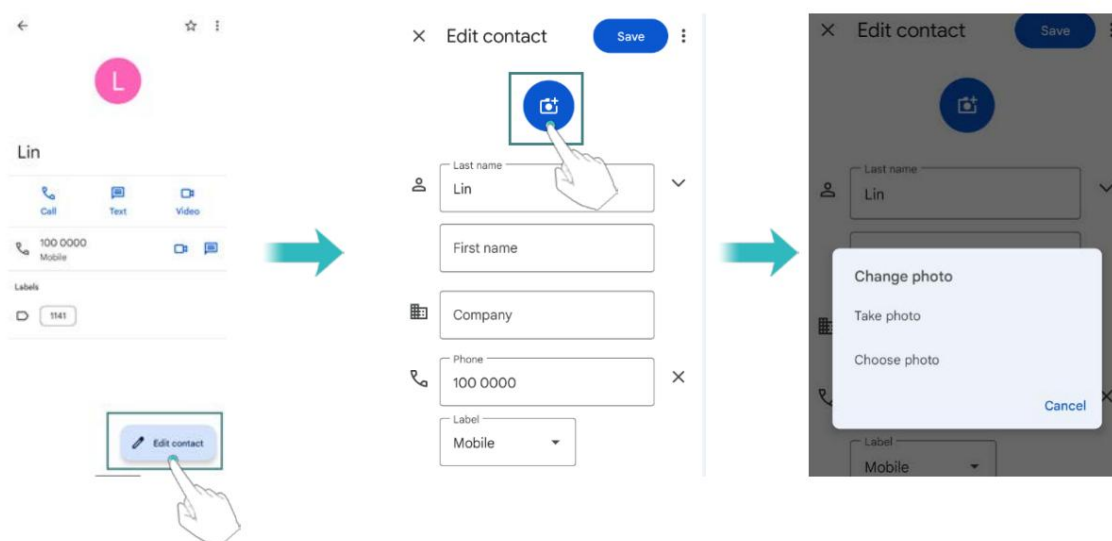 L
Lin
Call Text Video
100 0000
Mobile
Labels
1141
Edit contact
Edit contact Save
Last name
Lin
First name
Company
Phone
100 0000
Label
Mobile
Edit contact Save
Last name
Lin
Change photo
Take photo
Choose photo
Cancel
Label
Mobile